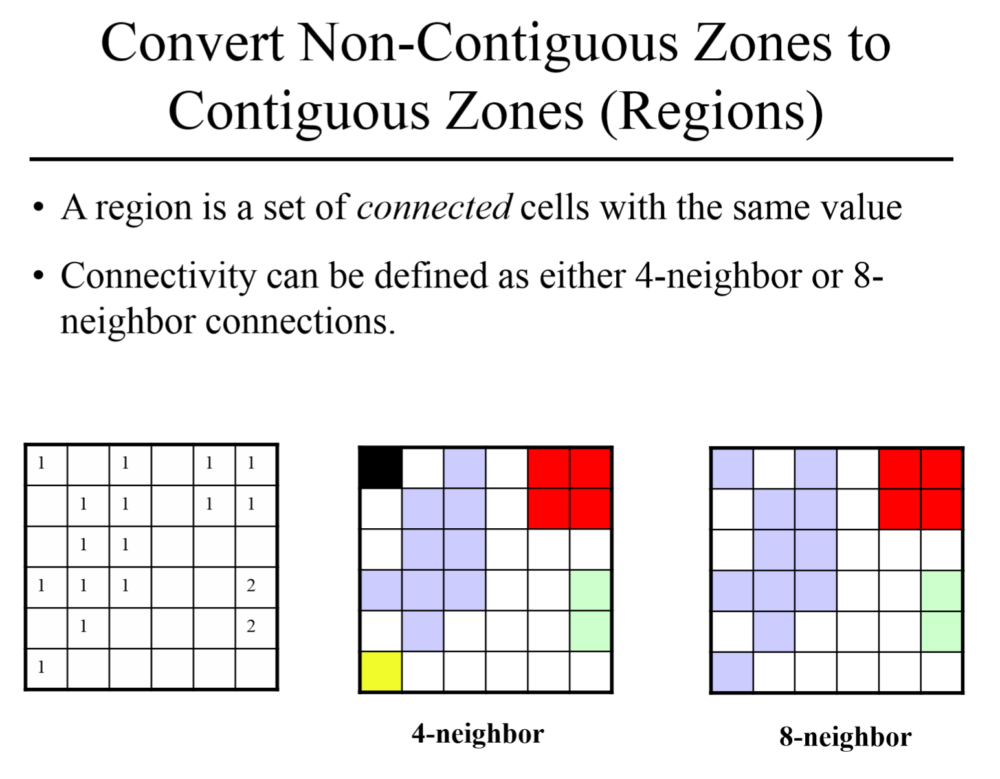 Convert Non-Contiguous Zones to
Contiguous Zones (Regions)
• A region is a set of connected cells with the same value
• Connectivity can be defined as either 4-neighbor or 8-
neighbor connections.
1 1 1 1
1 1 1 1
1 1
1 1 1 2
1 2
1
4-neighbor
8-neighbor